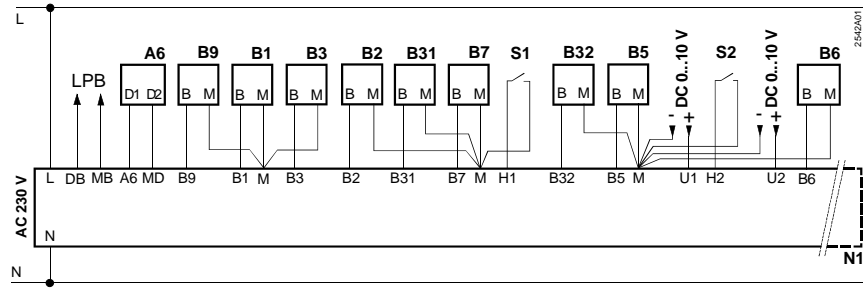 L
2542A01
A6 B9 B1 B3 B2 B31 B7 S1 B32 B5 DC 0...10 V S2 DC 0...10 V B6
LPB
D1 D2 B M B M B M B M B M B M B M B M B M
- + - +
L DB MB A6 MD B9 B1 M B3 B2 B31 B7 M H1 B32 B5 M U1 H2 U2 B6
AC 230 V
N
N1
N